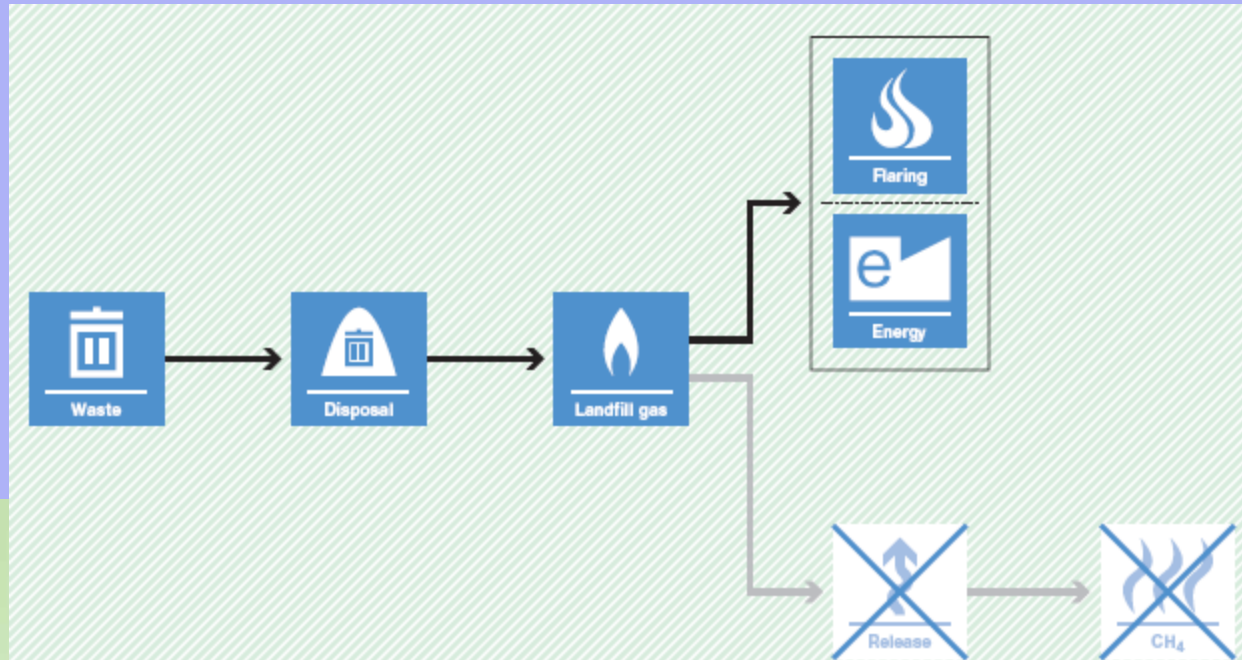 Flaring
e
Energy
Waste
Disposal
Landfill gas
Release
CH₄